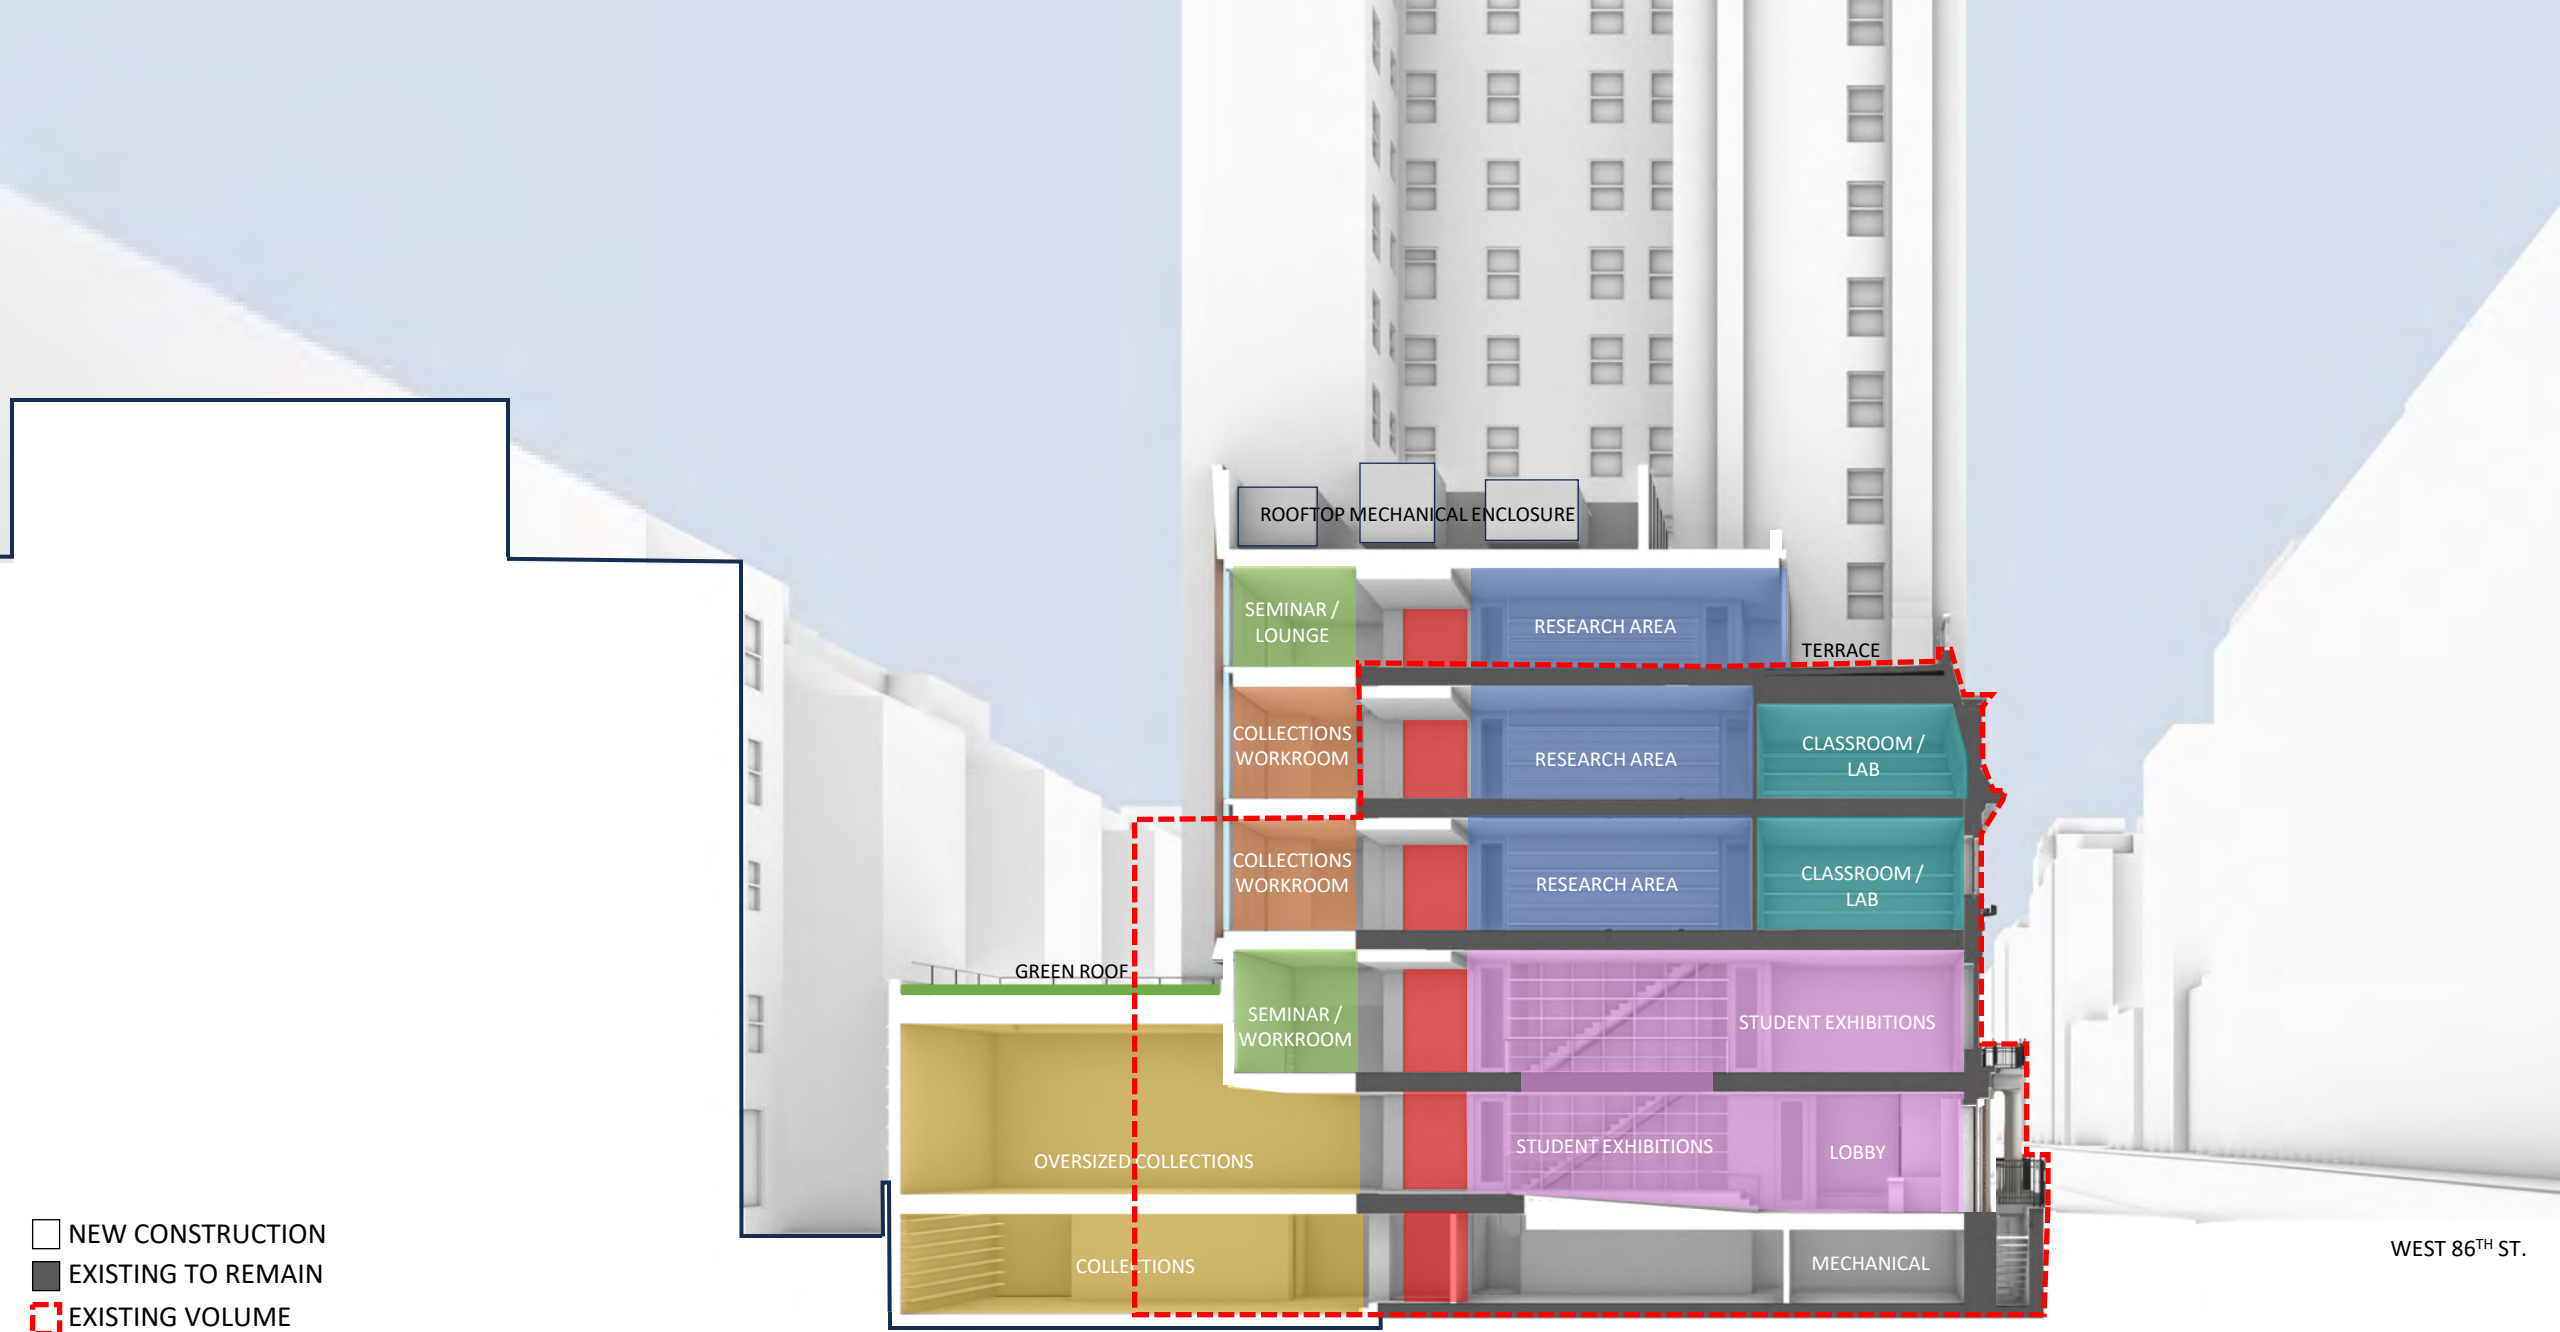 ROOFTOP MECHANICAL ENCLOSURE
SEMINAR /
LOUNGE
RESEARCH AREA
TERRACE
COLLECTIONS
WORKROOM
RESEARCH AREA
CLASSROOM /
LAB
COLLECTIONS
WORKROOM
RESEARCH AREA
CLASSROOM /
LAB
GREEN ROOF
SEMINAR /
WORKROOM
STUDENT EXHIBITIONS
OVERSIZED COLLECTIONS
STUDENT EXHIBITIONS
LOBBY
COLLECTIONS
MECHANICAL
WEST 86TH ST.
NEW CONSTRUCTION
EXISTING TO REMAIN
EXISTING VOLUME